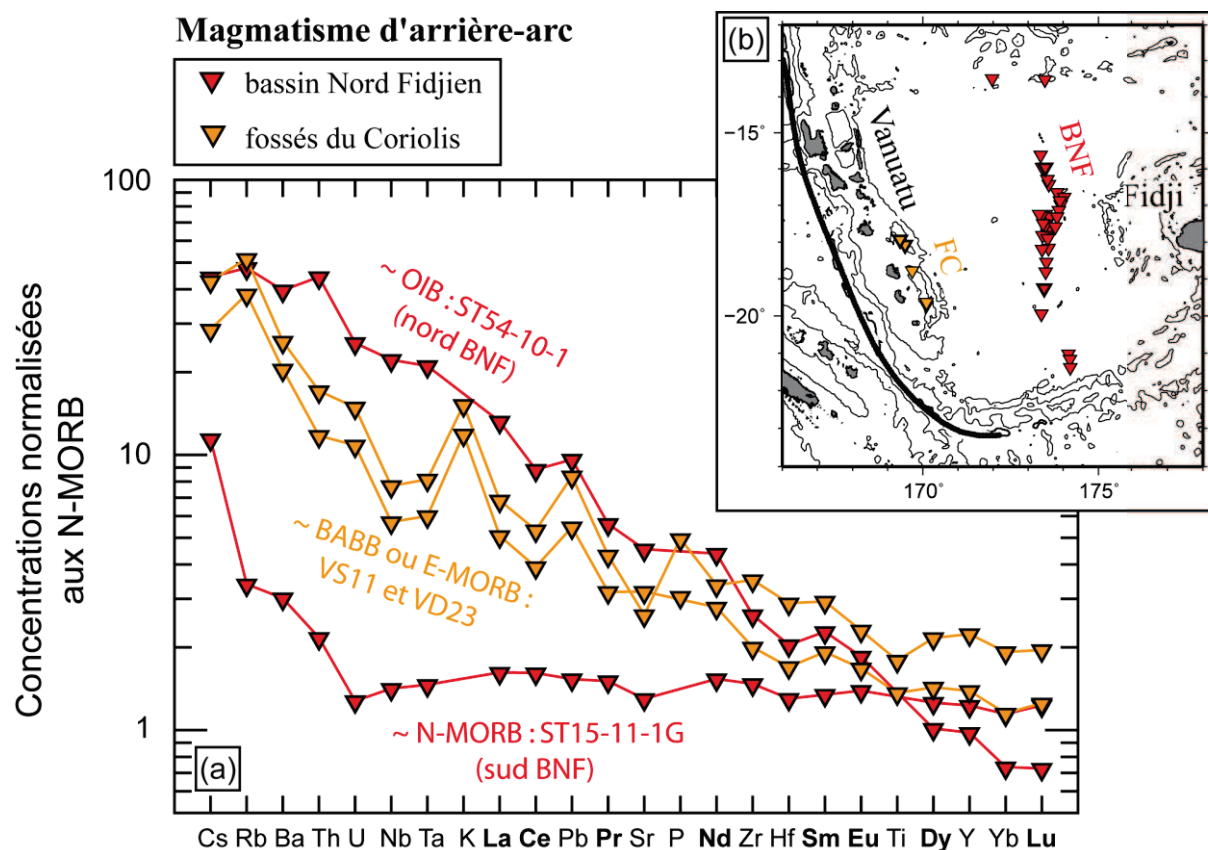 Magmatisme d'arrière-arc
bassin Nord Fidjien
fossés du Coriolis
(b)
-15°
-20°
170°
175°
Vanuatu
FC
BNF
Fidji
100
10
1
Concentrations normalisées
aux N-MORB
~ OIB : ST54-10-1
(nord BNF)
~ BABB ou E-MORB :
VS11 et VD23
~ N-MORB : ST15-11-1G
(sud BNF)
(a)
Cs Rb Ba Th U Nb Ta K La Ce Pb Pr Sr P Nd Zr Hf Sm Eu Ti Dy Y Yb Lu